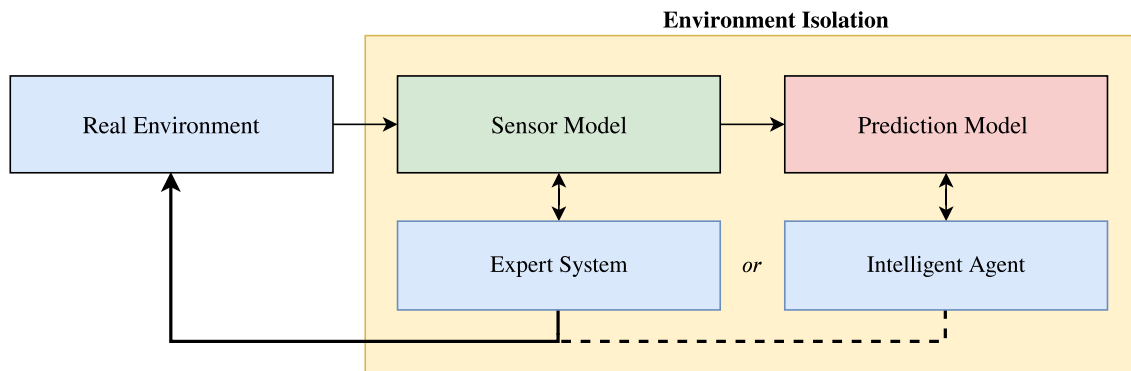 Environment Isolation
Real Environment
Sensor Model
Prediction Model
Expert System
or
Intelligent Agent